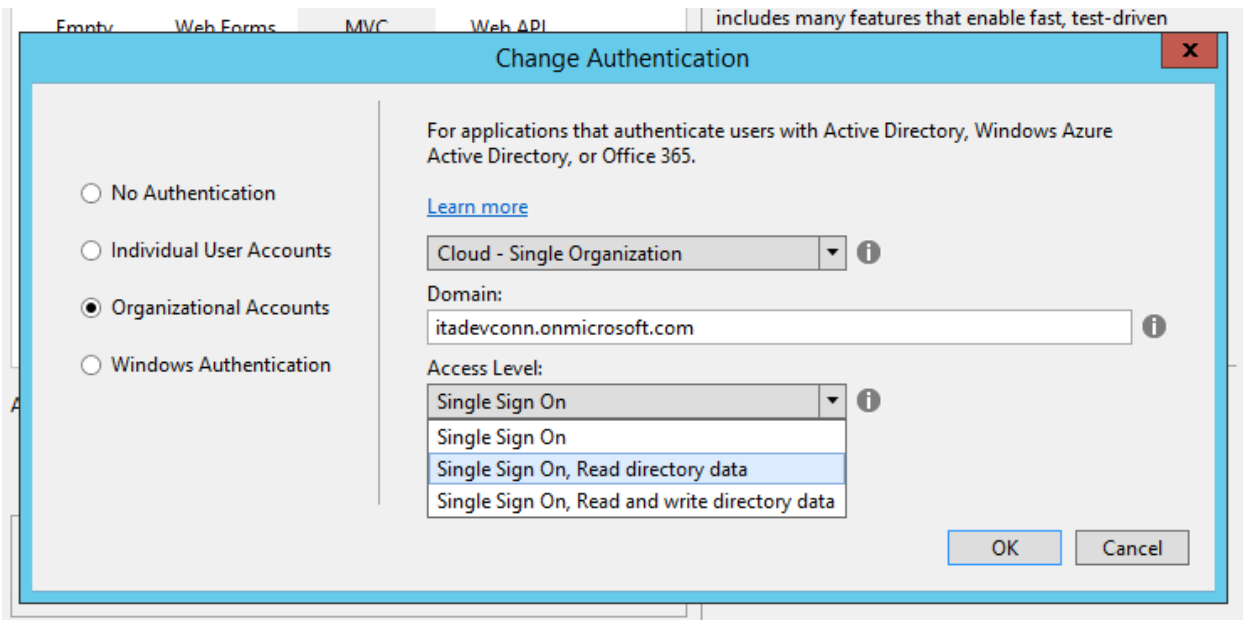 includes many features that enable fast, test-driven
Empty Web Forms MVC Web API
Change Authentication
x
For applications that authenticate users with Active Directory, Windows Azure
Active Directory, or Office 365.
No Authentication
Learn more
Individual User Accounts
Cloud - Single Organization
Domain:
Organizational Accounts
itadevconn.onmicrosoft.com
Windows Authentication
Access Level:
Single Sign On
Single Sign On
Single Sign On, Read directory data
Single Sign On, Read and write directory data
OK Cancel